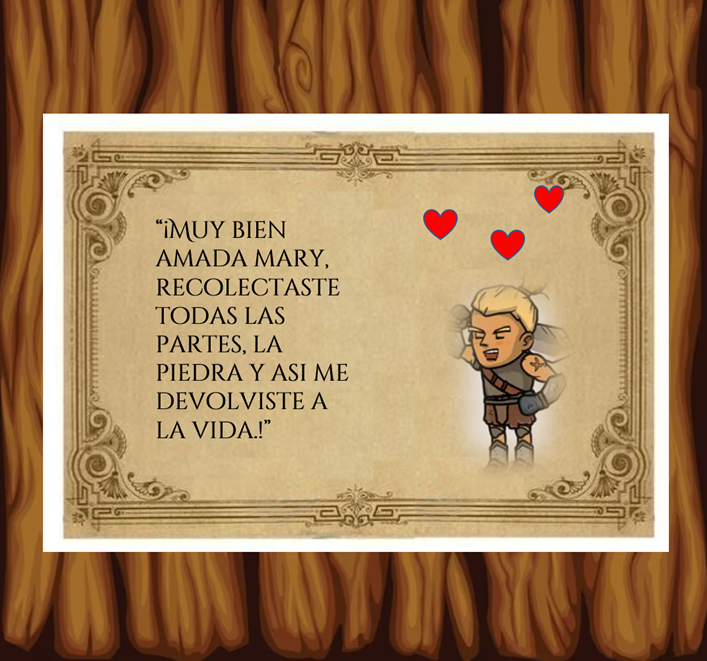 “¡MUY BIEN
AMADA MARY,
RECOLECTASTE
TODAS LAS
PARTES, LA
PIEDRA Y ASI ME
DEVOLVISTE A
LA VIDA.!”